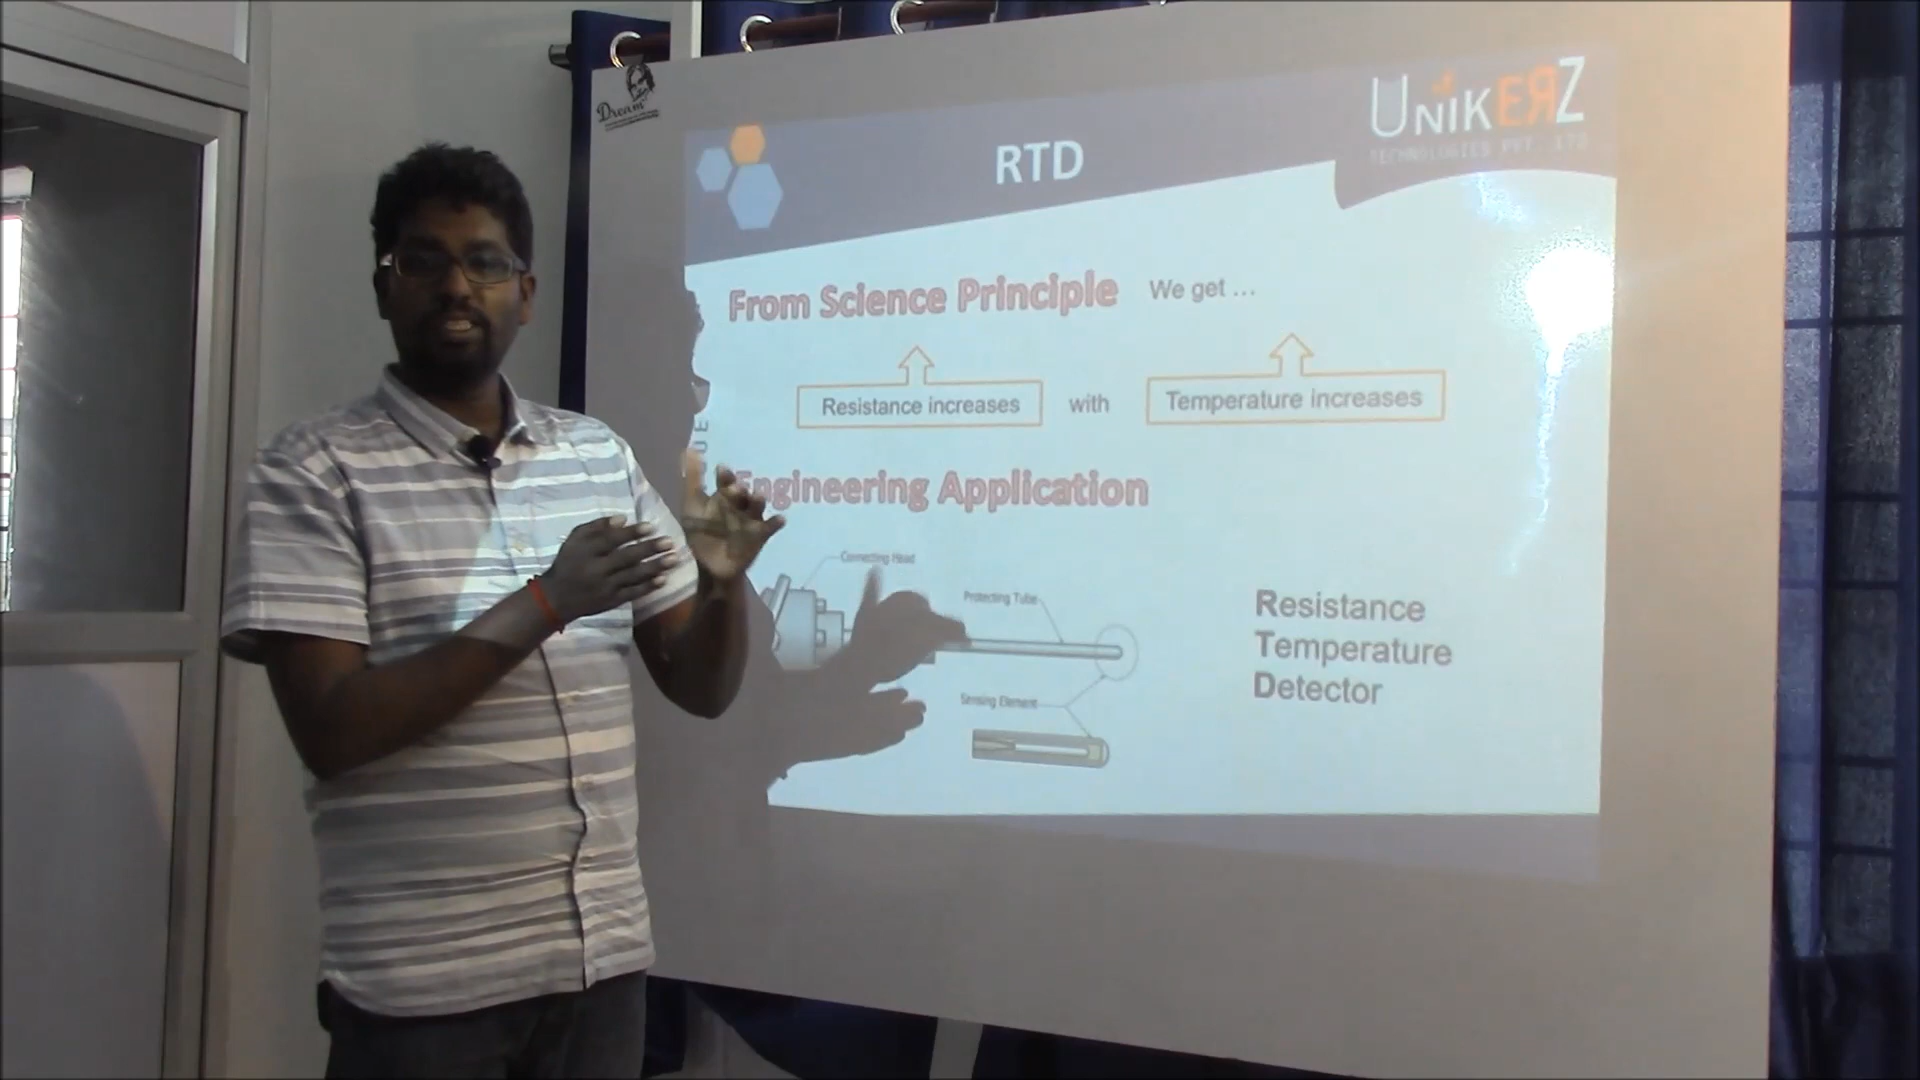 Dream
UNIKERZ
TECHNOLOGIES PVT. LTD
RTD
From Science Principle We get ...
Resistance increases with Temperature increases
Engineering Application
Connecting Head
Protecting Tube
Sensing Element
Resistance
Temperature
Detector